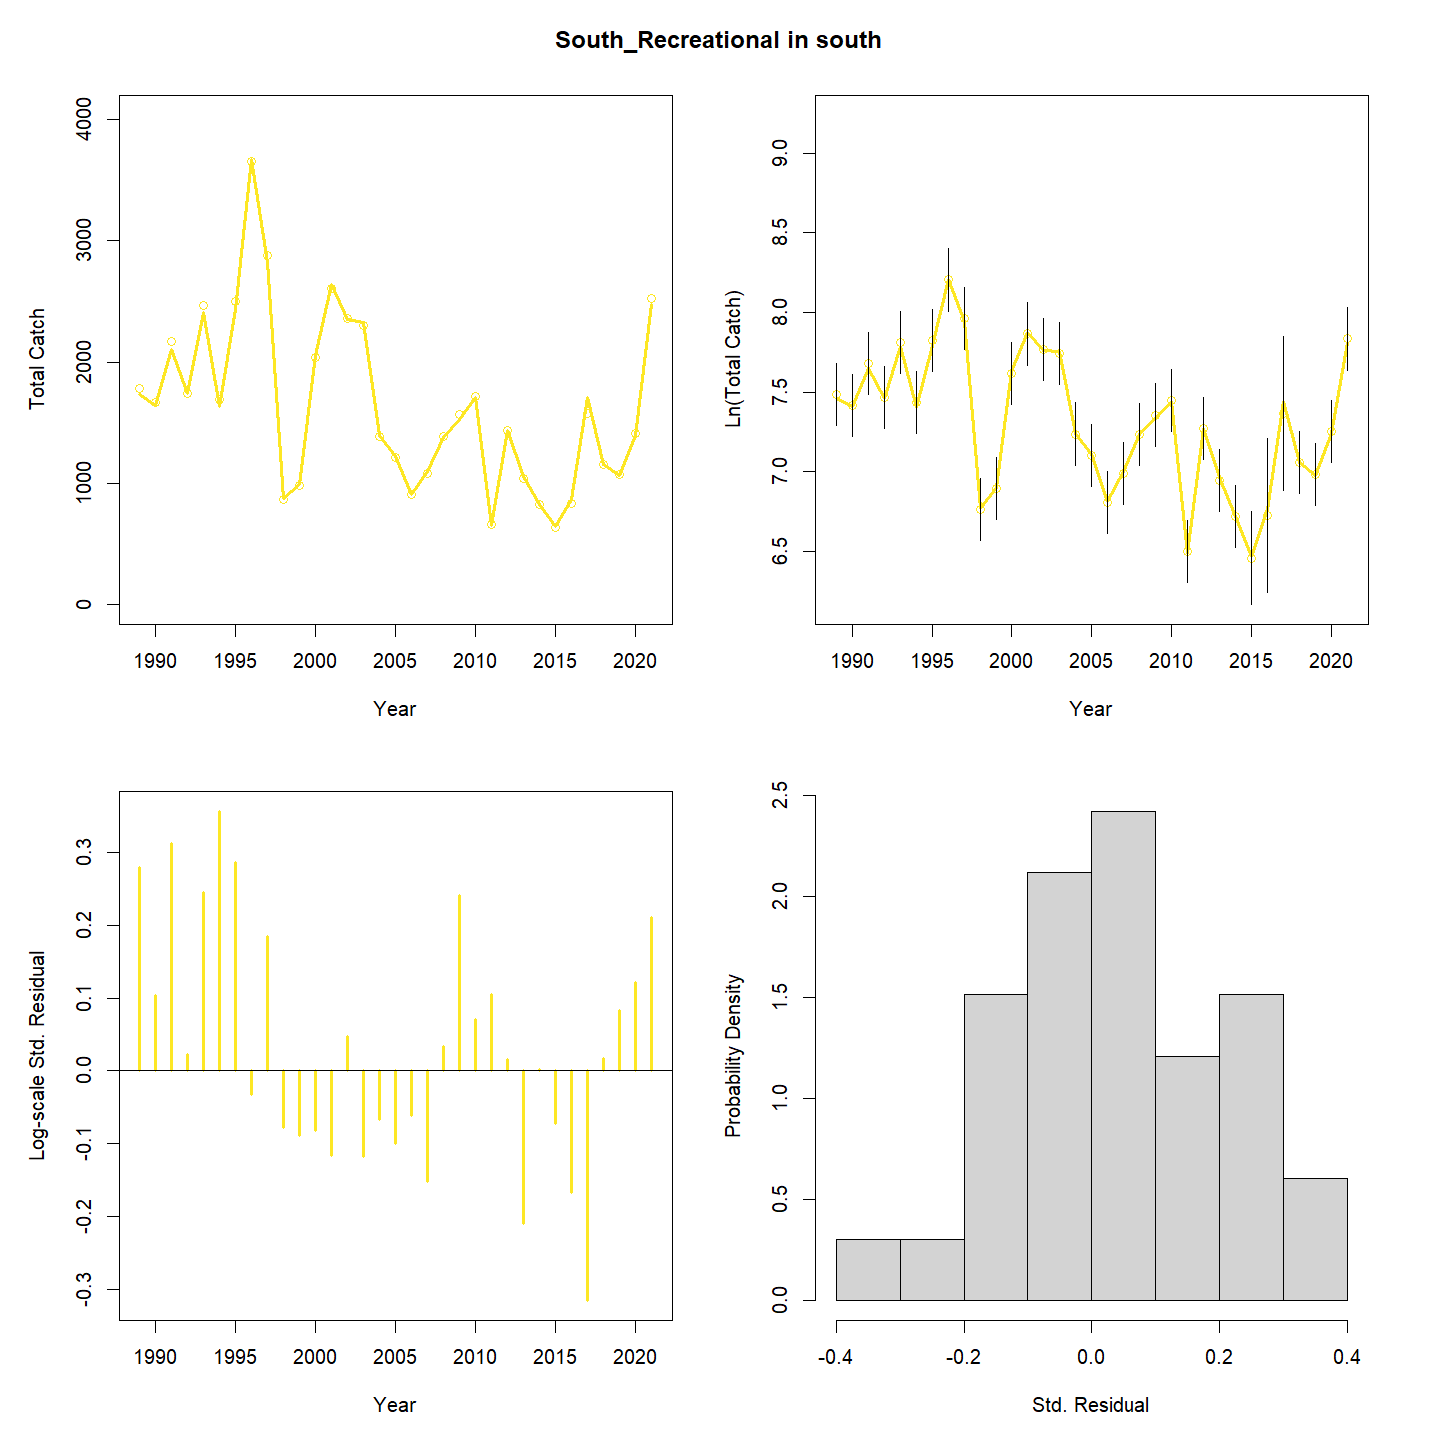 South_Recreational in south
Total Catch
4000
3000
2000
1000
0
1990 1995 2000 2005 2010 2015 2020
Year
Ln(Total Catch)
9.0
8.5
8.0
7.5
7.0
6.5
1990 1995 2000 2005 2010 2015 2020
Year
Log-scale Std. Residual
0.3
0.2
0.1
0.0
-0.1
-0.2
-0.3
1990 1995 2000 2005 2010 2015 2020
Year
Probability Density
2.5
2.0
1.5
1.0
0.5
0.0
-0.4 -0.2 0.0 0.2 0.4
Std. Residual